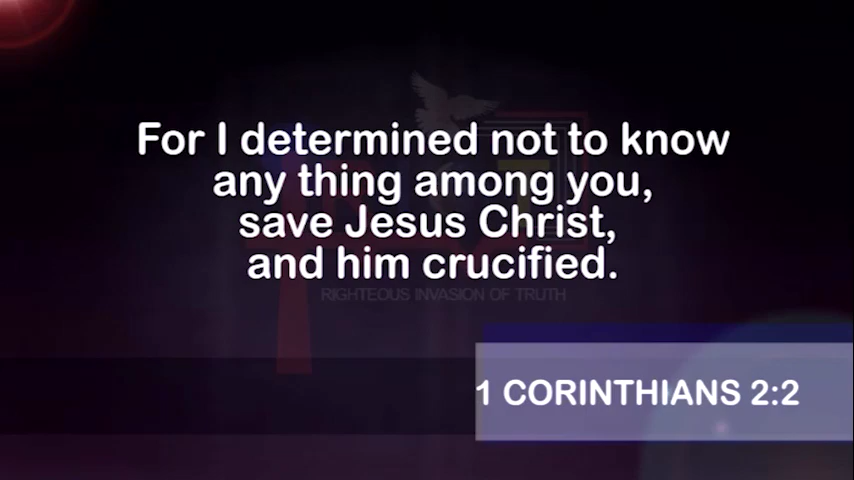 For I determined not to know
any thing among you,
save Jesus Christ,
and him crucified.
RIGHTEOUS INVASION OF TRUTH
1 CORINTHIANS 2:2